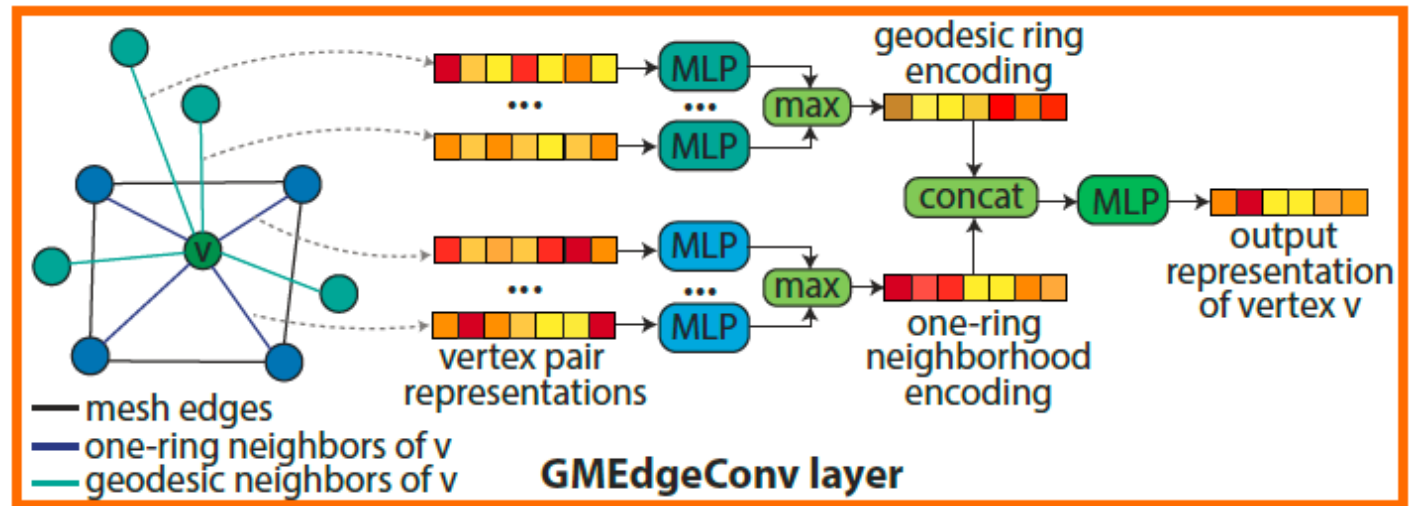 geodesic ring
encoding
MLP
max
...
...
MLP
concat
MLP
v
MLP
max
...
...
MLP
output
representation
of vertex v
vertex pair
representations
one-ring
neighborhood
encoding
mesh edges
one-ring neighbors of v
geodesic neighbors of v
GMEdgeConv layer